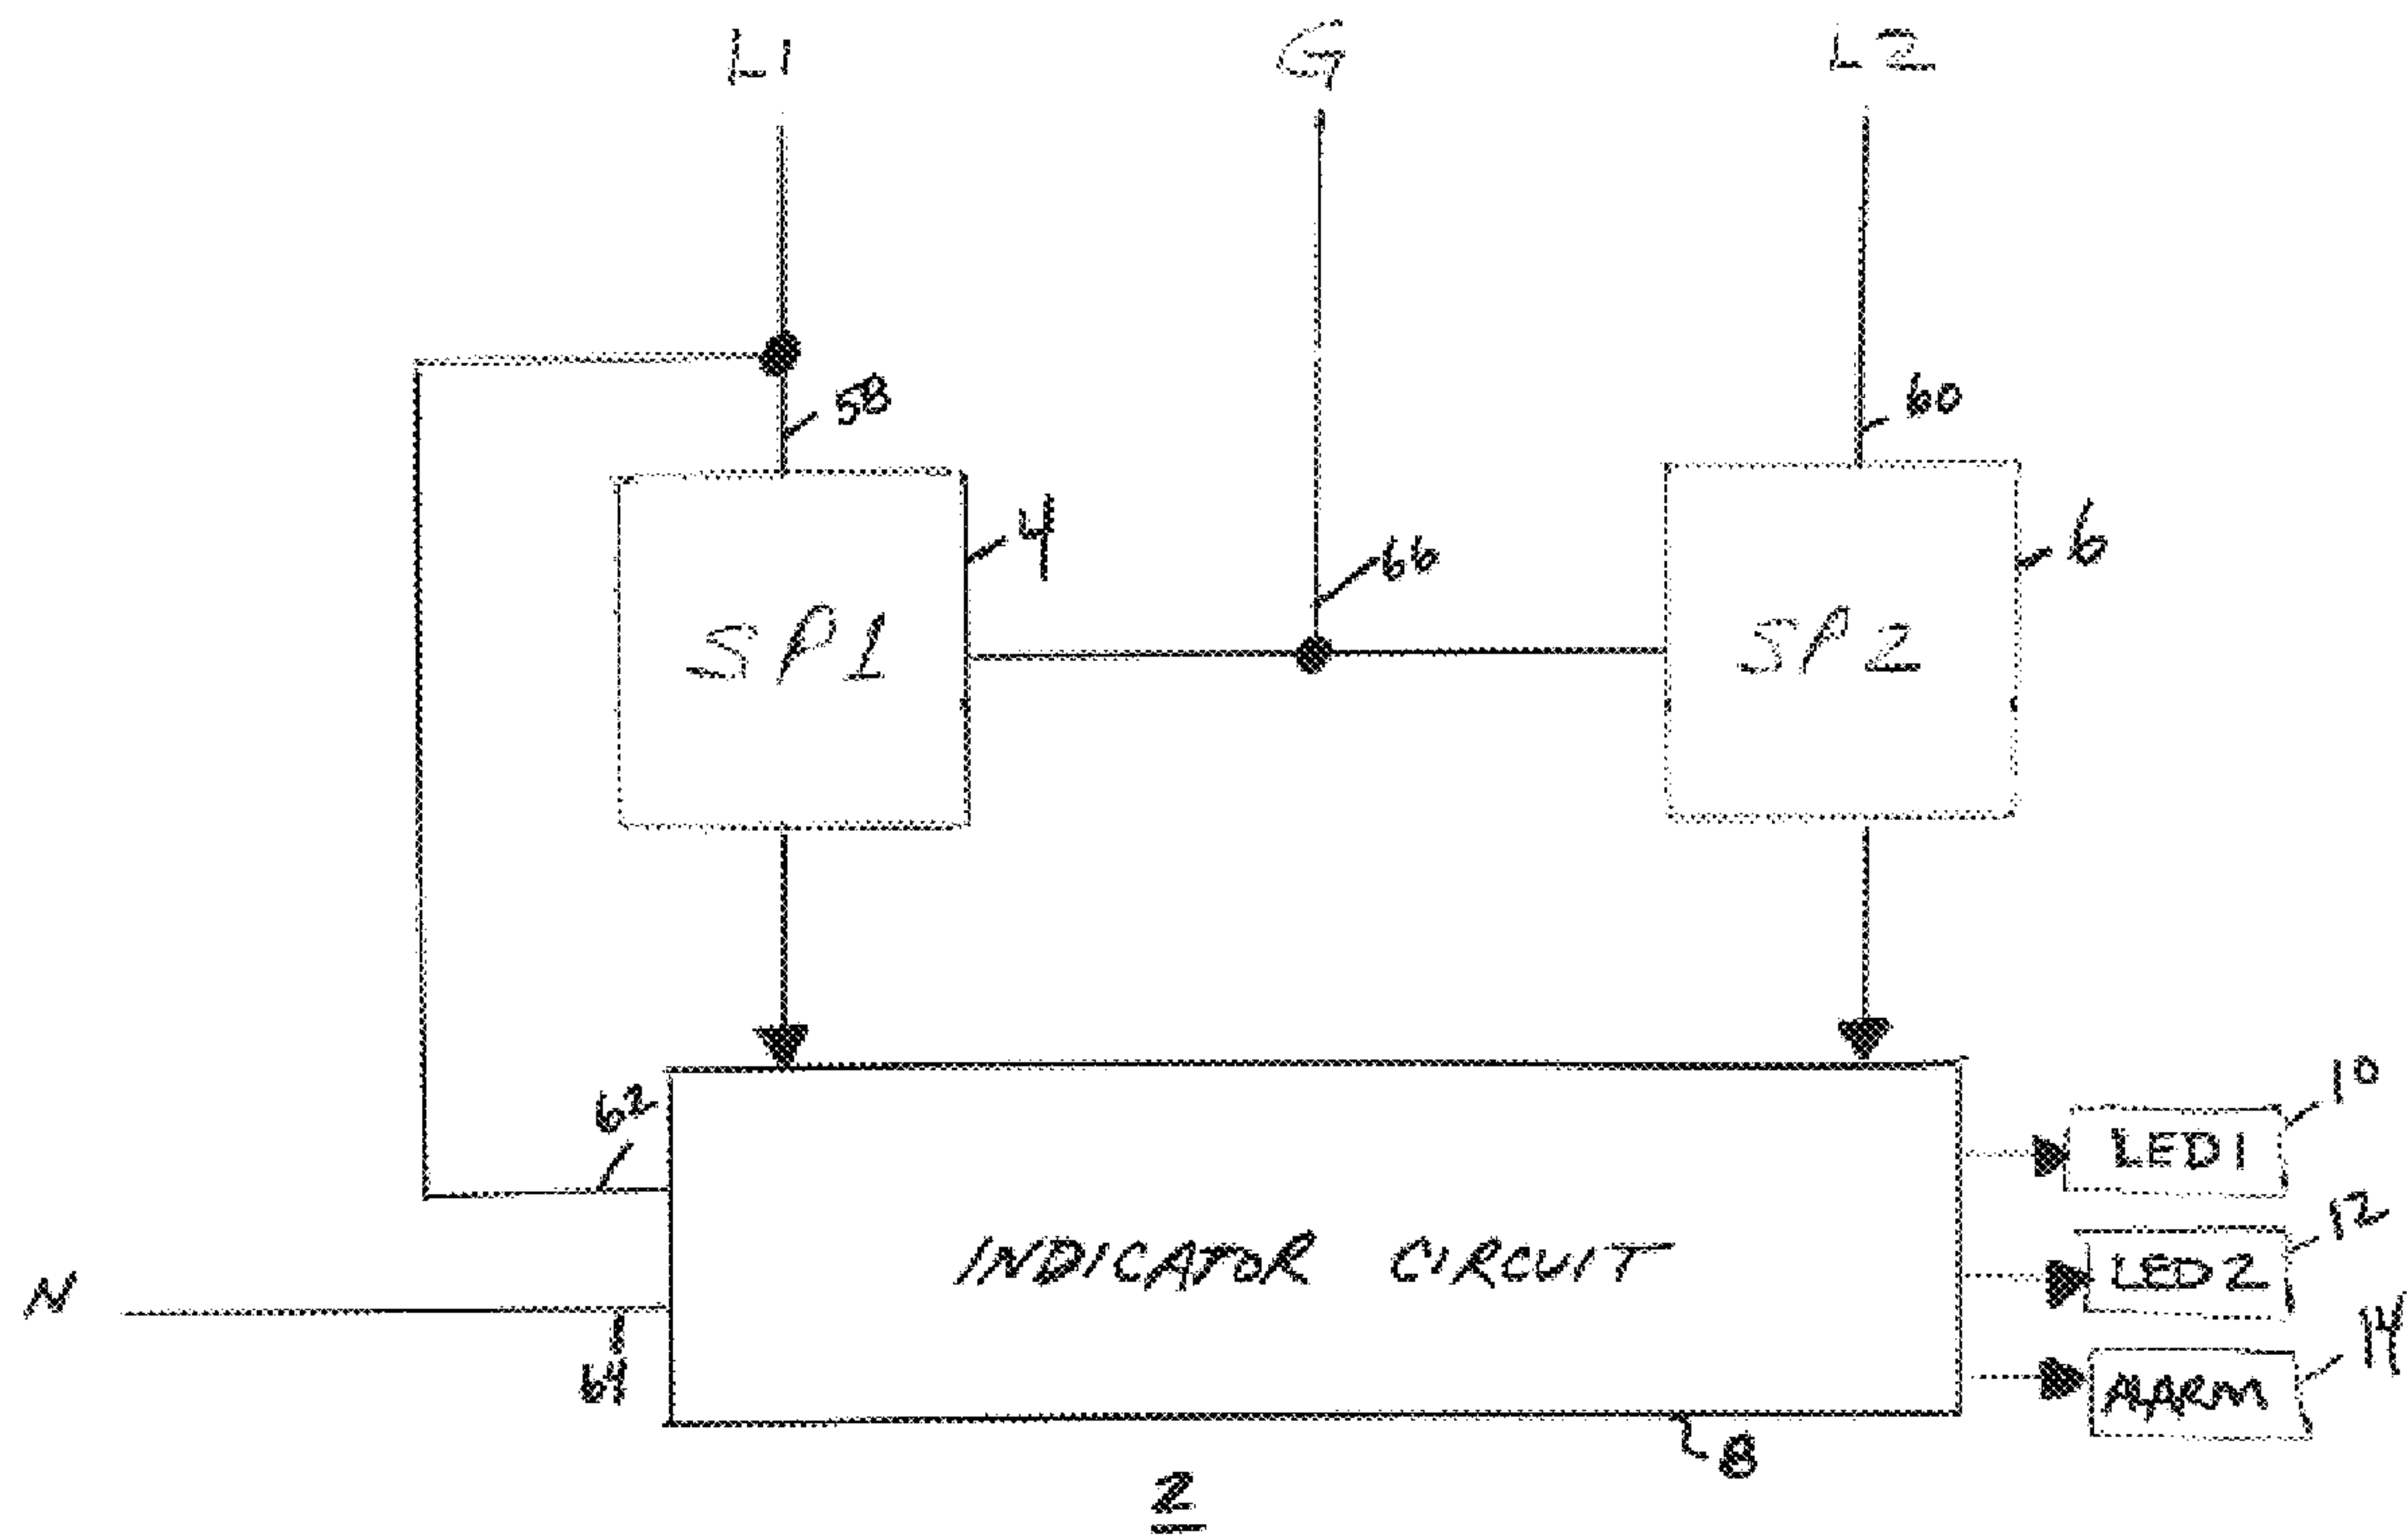 L1 G L2
58
60
4
66
6
SP1
SP2
62
10
LED1
12
INDICATOR CIRCUIT
LED2
N
14
64
ALARM
8
2